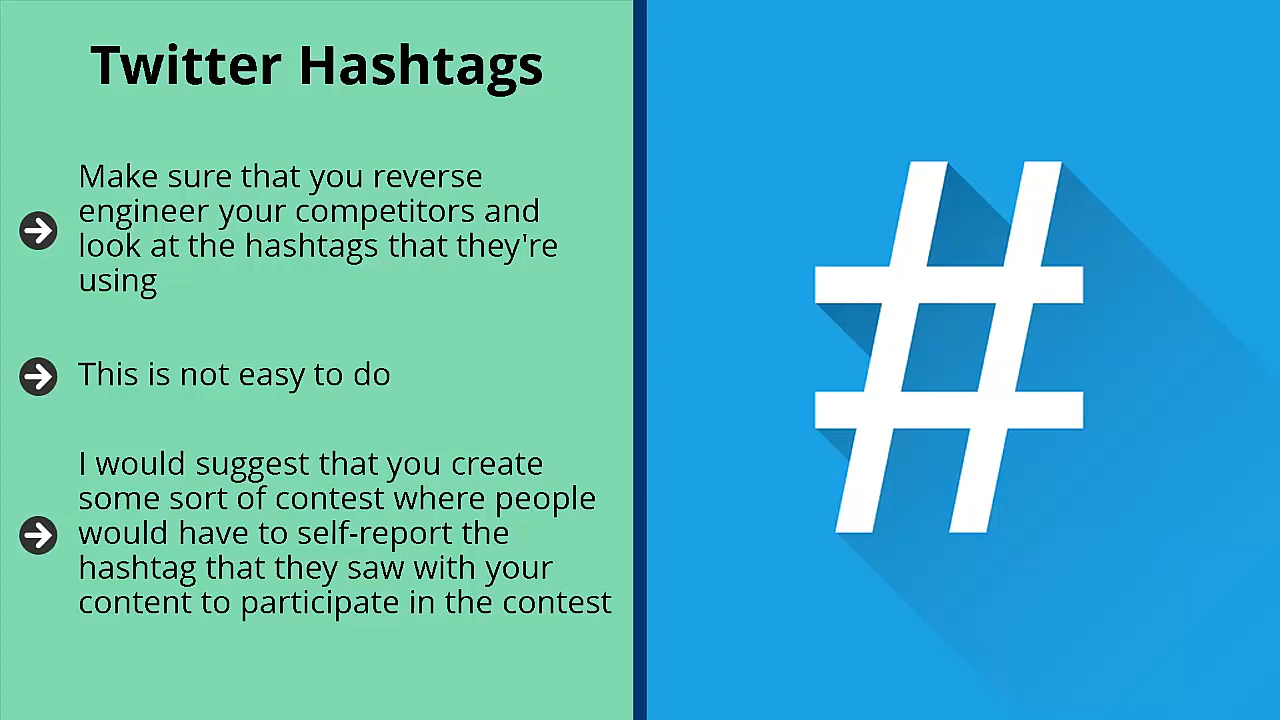 Twitter Hashtags
Make sure that you reverse
engineer your competitors and
look at the hashtags that they're
using
This is not easy to do
I would suggest that you create
some sort of contest where people
would have to self-report the
hashtag that they saw with your
content to participate in the contest
#